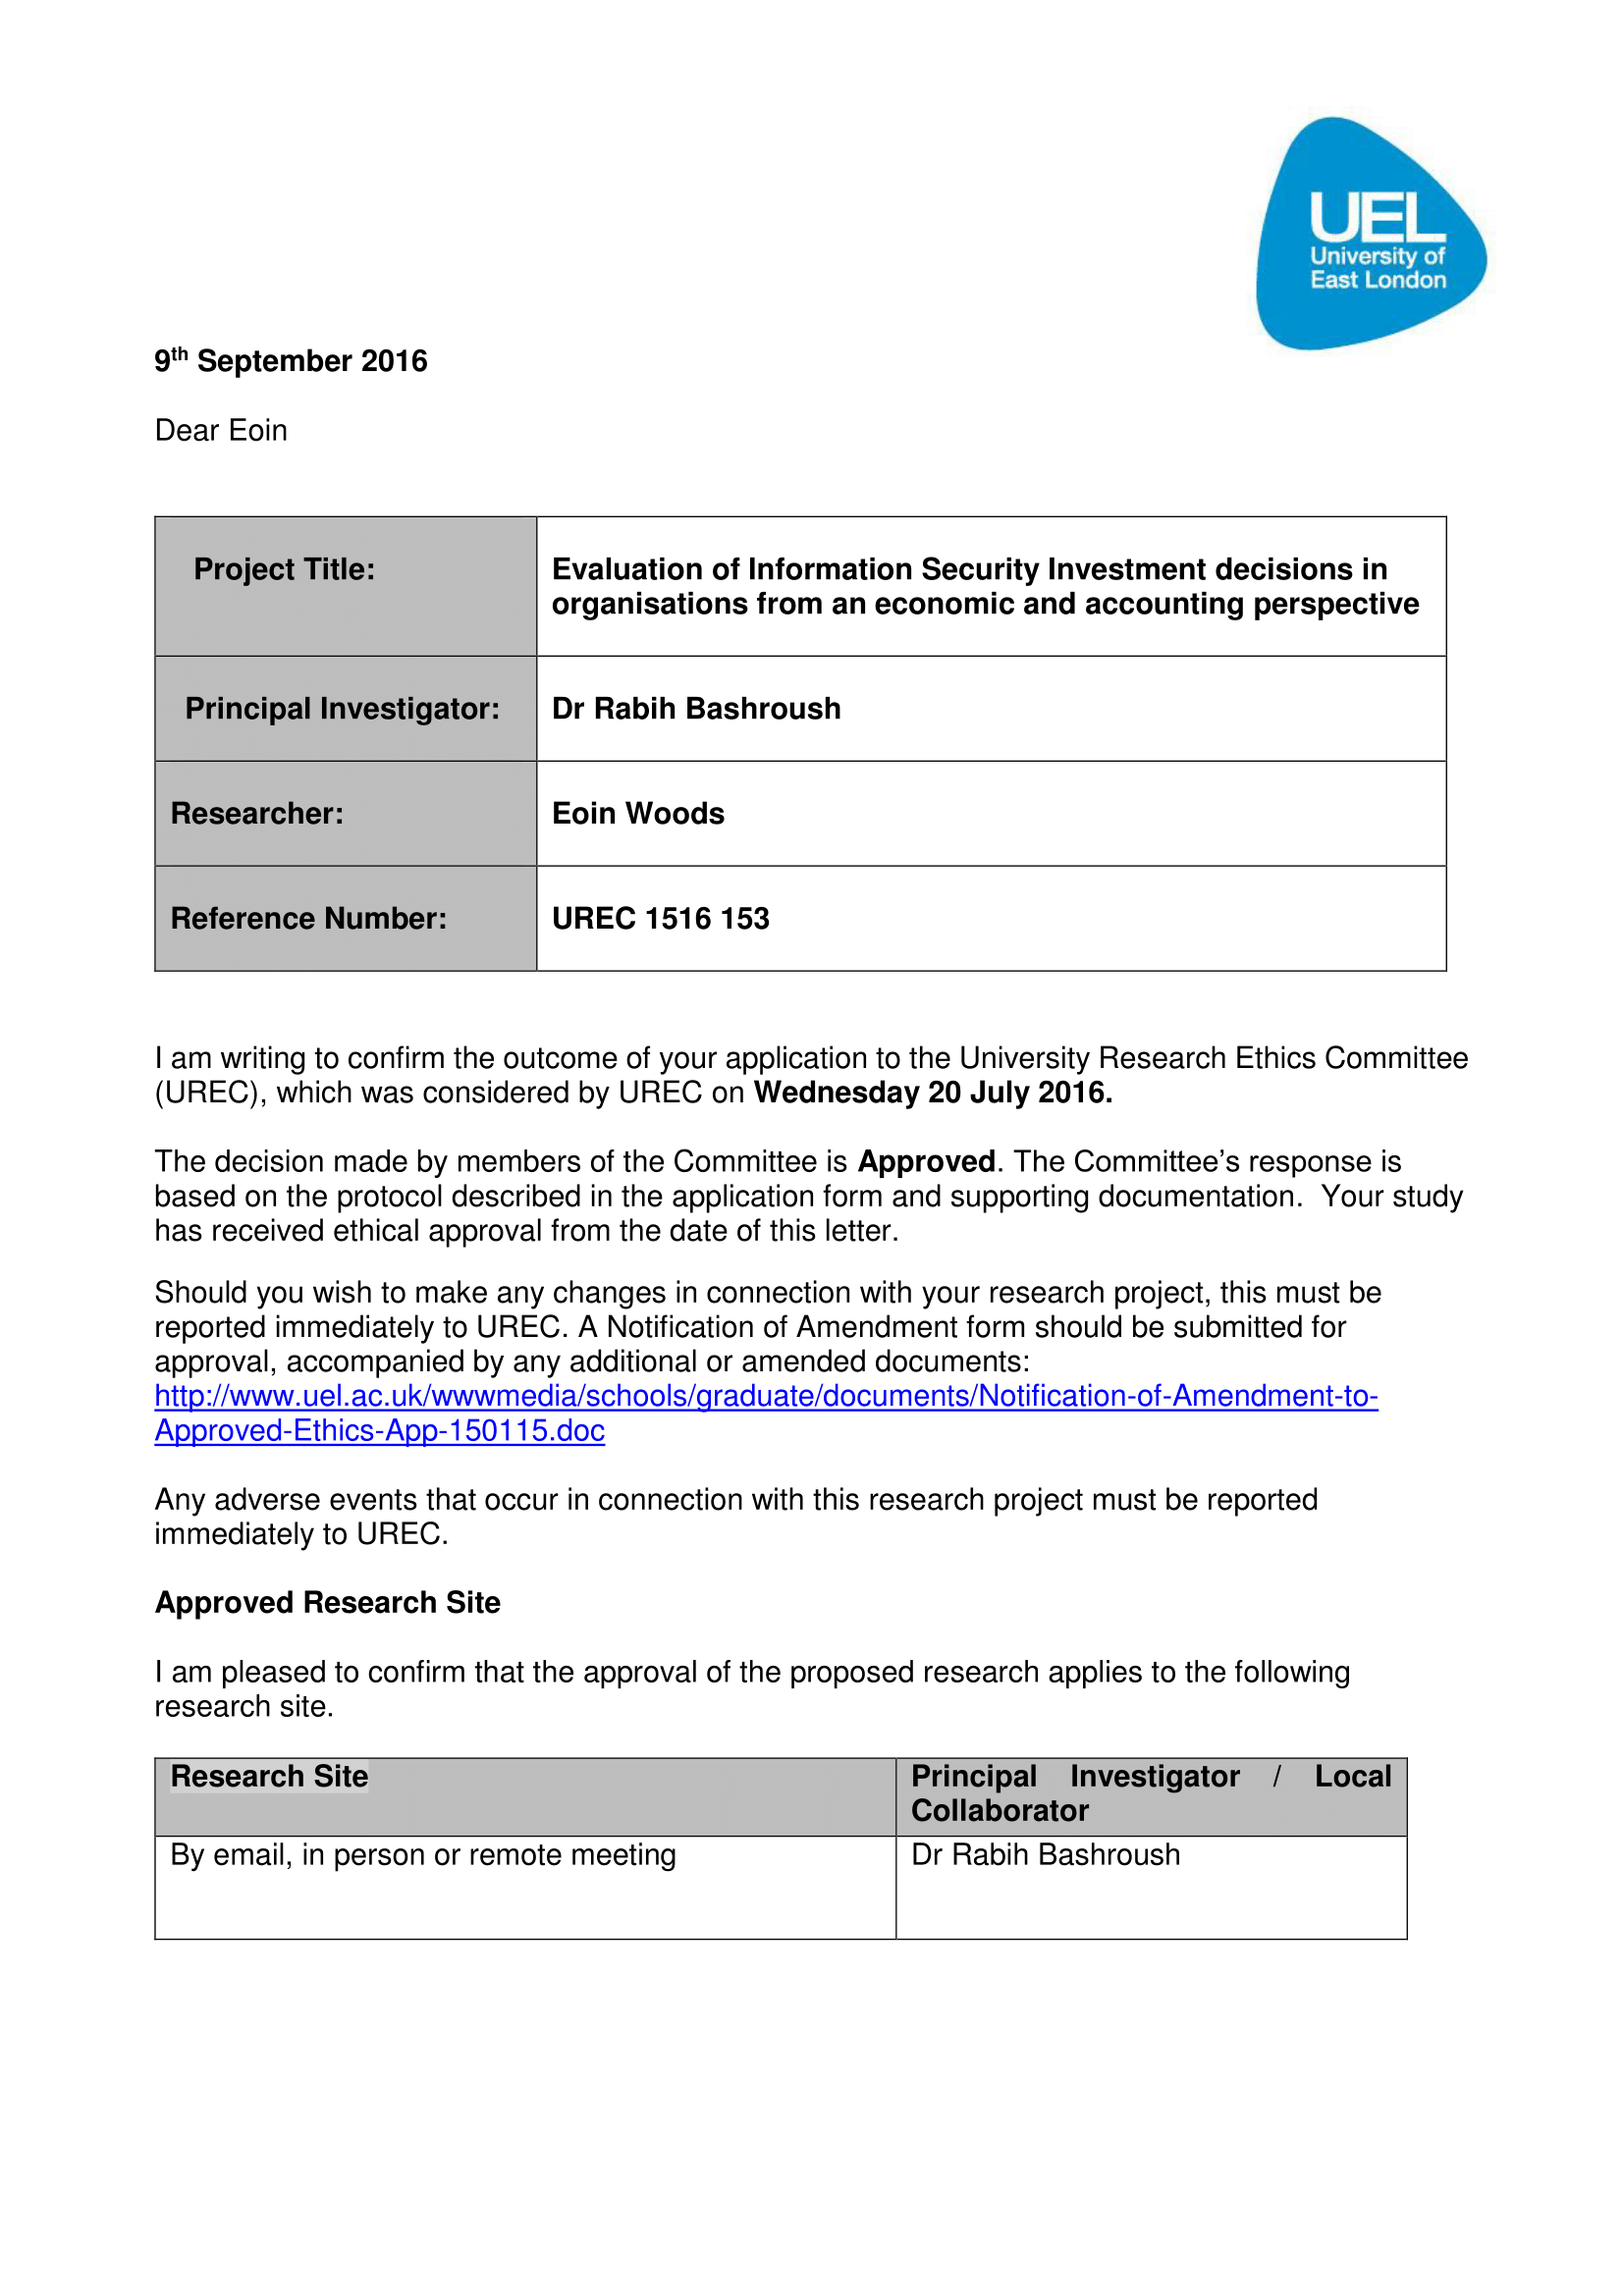 UEL
University of
East London
9th September 2016
Dear Eoin
Project Title:
Evaluation of Information Security Investment decisions in
organisations from an economic and accounting perspective
Principal Investigator:
Dr Rabih Bashroush
Researcher:
Eoin Woods
Reference Number:
UREC 1516 153
I am writing to confirm the outcome of your application to the University Research Ethics Committee
(UREC), which was considered by UREC on Wednesday 20 July 2016.
The decision made by members of the Committee is Approved. The Committee’s response is
based on the protocol described in the application form and supporting documentation.  Your study
has received ethical approval from the date of this letter.
Should you wish to make any changes in connection with your research project, this must be
reported immediately to UREC. A Notification of Amendment form should be submitted for
approval, accompanied by any additional or amended documents:
http://www.uel.ac.uk/wwwmedia/schools/graduate/documents/Notification-of-Amendment-to-
Approved-Ethics-App-150115.doc
Any adverse events that occur in connection with this research project must be reported
immediately to UREC.
Approved Research Site
I am pleased to confirm that the approval of the proposed research applies to the following
research site.
Research Site
Principal Investigator / Local
Collaborator
By email, in person or remote meeting
Dr Rabih Bashroush